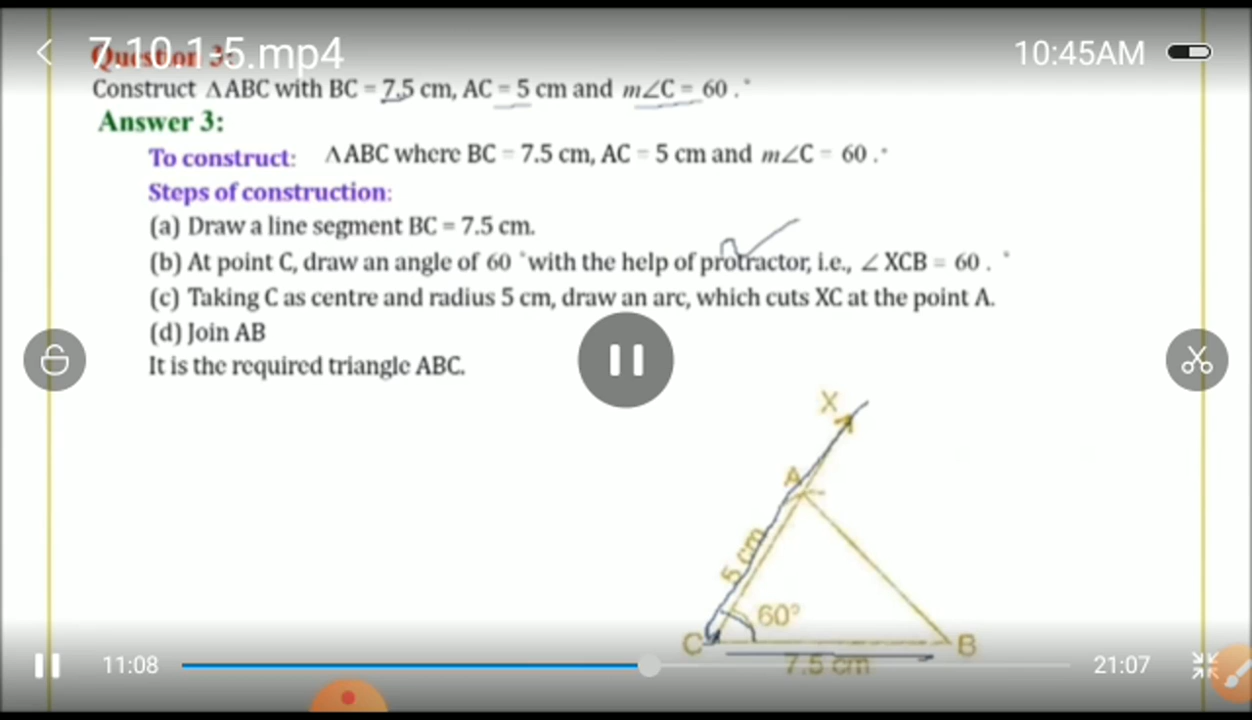 Question 3:
7.10.1-5.mp4
10:45AM
Construct ΔABC with BC = 7.5 cm, AC = 5 cm and m∠C = 60 .°
Answer 3:
To construct: ΔABC where BC = 7.5 cm, AC = 5 cm and m∠C = 60 .°
Steps of construction:
(a) Draw a line segment BC = 7.5 cm.
(b) At point C, draw an angle of 60 °with the help of protractor, i.e., ∠XCB = 60 . °
(c) Taking C as centre and radius 5 cm, draw an arc, which cuts XC at the point A.
(d) Join AB
It is the required triangle ABC.
X
A
5 cm
60°
C
B
7.5 cm
11:08
21:07